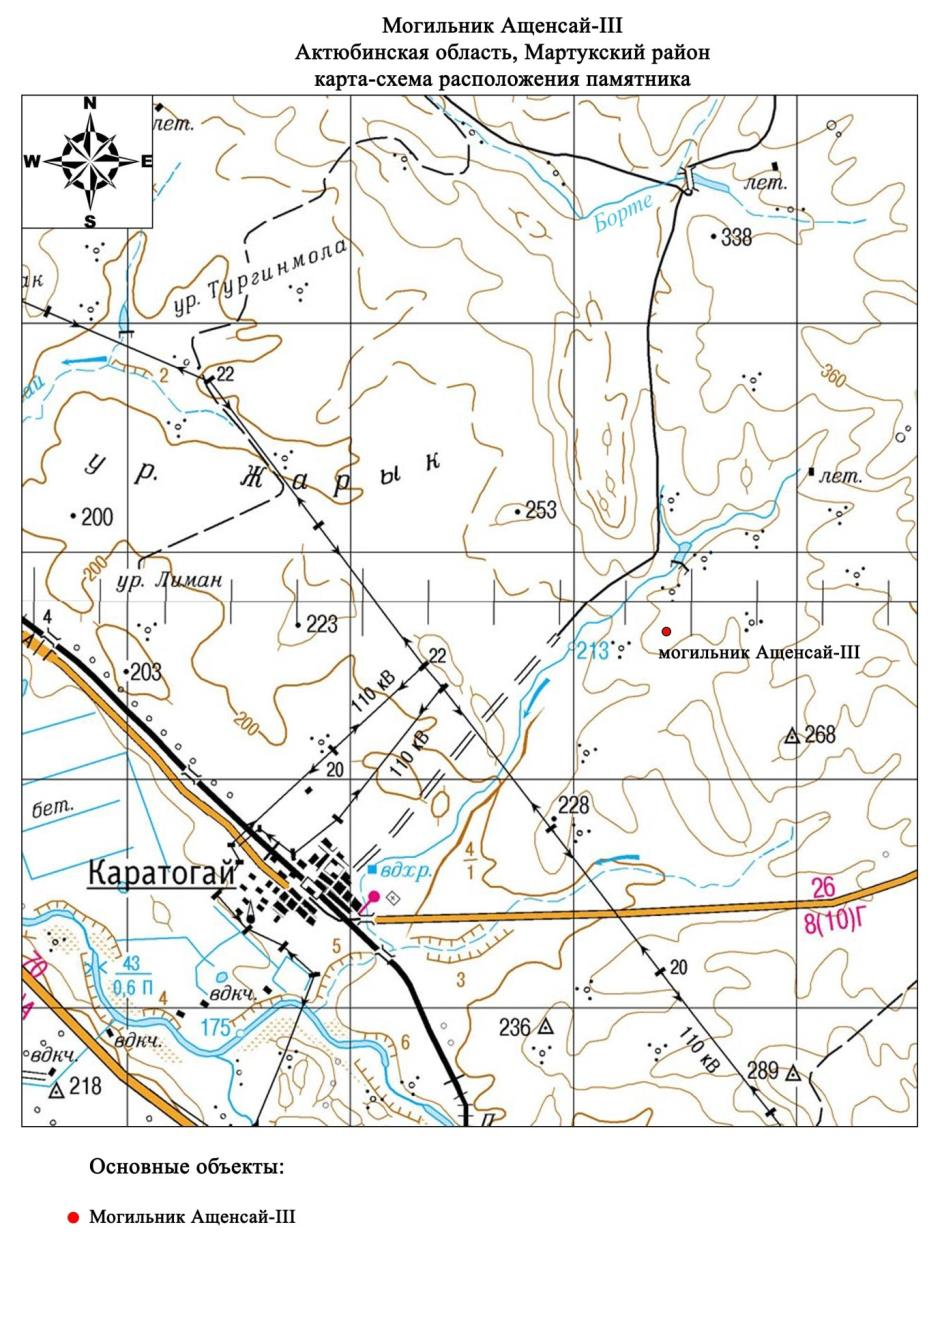 Могильник Ащенсай-III
Актюбинская область, Мартукский район
карта-схема расположения памятника
N
W E
S
лет.
лет.
Борте
338
ур. Тургинмола
ак
22
2
ай
360
ур. Жарык
лет.
200
253
200
ур. Лиман
4
223
213
могильник Ащенсай-III
22
203
110 кВ
200
268
110 кВ
20
бет.
228
4
1
Каратогай
вдхр.
26
8(10)Г
5
43
0,6 П
3
20
4
вдкч.
175
236
вдкч.
6
110 кВ
вдкч.
289
218
П
Основные объекты:
Могильник Ащенсай-III